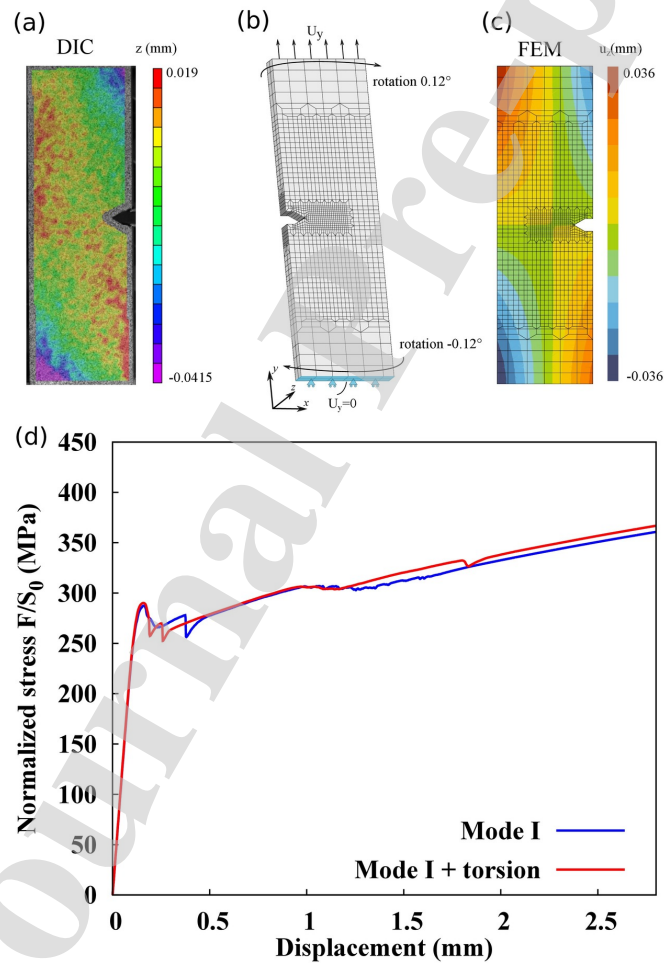 (a)
DIC
z (mm)
0.019
-0.0415
(b)
Uy
rotation 0.12°
rotation -0.12°
y
z
x
Uy=0
(c)
FEM
uz(mm)
0.036
-0.036
(d)
450
400
350
300
250
200
150
100
50
0
Normalized stress F/S0 (MPa)
Mode I
Mode I + torsion
0
0.5
1
1.5
2
2.5
Displacement (mm)
ournal Pre-p